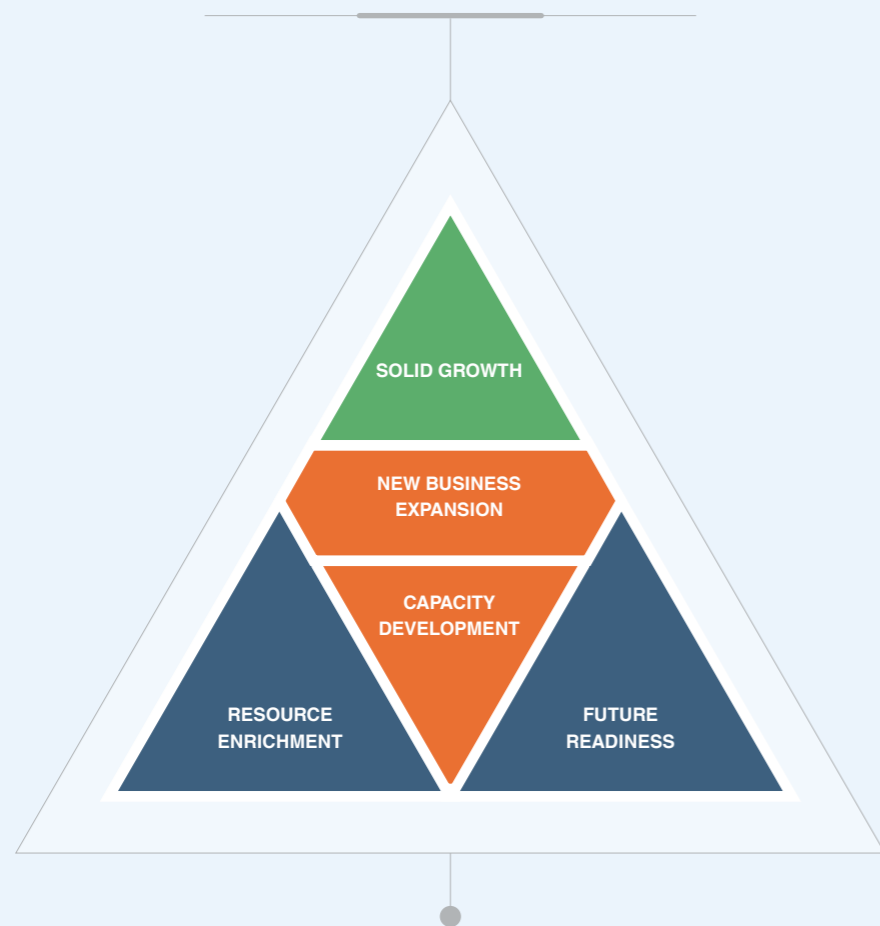 SOLID GROWTH
NEW BUSINESS
EXPANSION
CAPACITY
DEVELOPMENT
RESOURCE
ENRICHMENT
FUTURE
READINESS